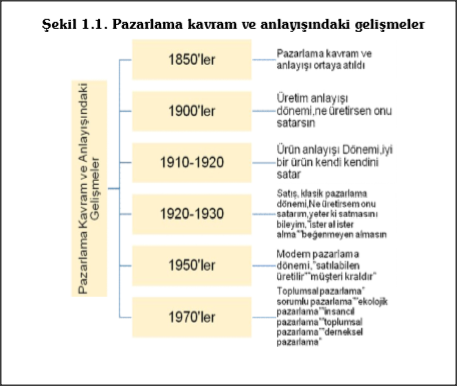 Şekil 1.1. Pazarlama kavram ve anlayışındaki gelişmeler
Pazarlama Kavram ve Anlayışındaki
Gelişmeler
1850'ler
Pazarlama kavram ve
anlayışı ortaya atıldı
1900'ler
Üretim anlayışı
dönemi,ne üretirsen onu
satarsın
1910-1920
Ürün anlayışı Dönemi,iyi
bir ürün kendi kendini
satar
1920-1930
Satış, klasik pazarlama
dönemi,Ne üretirsem onu
satarım,yeter ki satmasını
bileyim,"ister al ister
alma""beğenmeyen almasın
1950'ler
Modern pazarlama
dönemi,"satılabilen
üretilir""müşteri kraldır"
1970'ler
Toplumsal pazarlama"
sorumlu pazarlama""ekolojik
pazarlama""insancıl
pazarlama""toplumsal
pazarlama""derneksel
pazarlama"